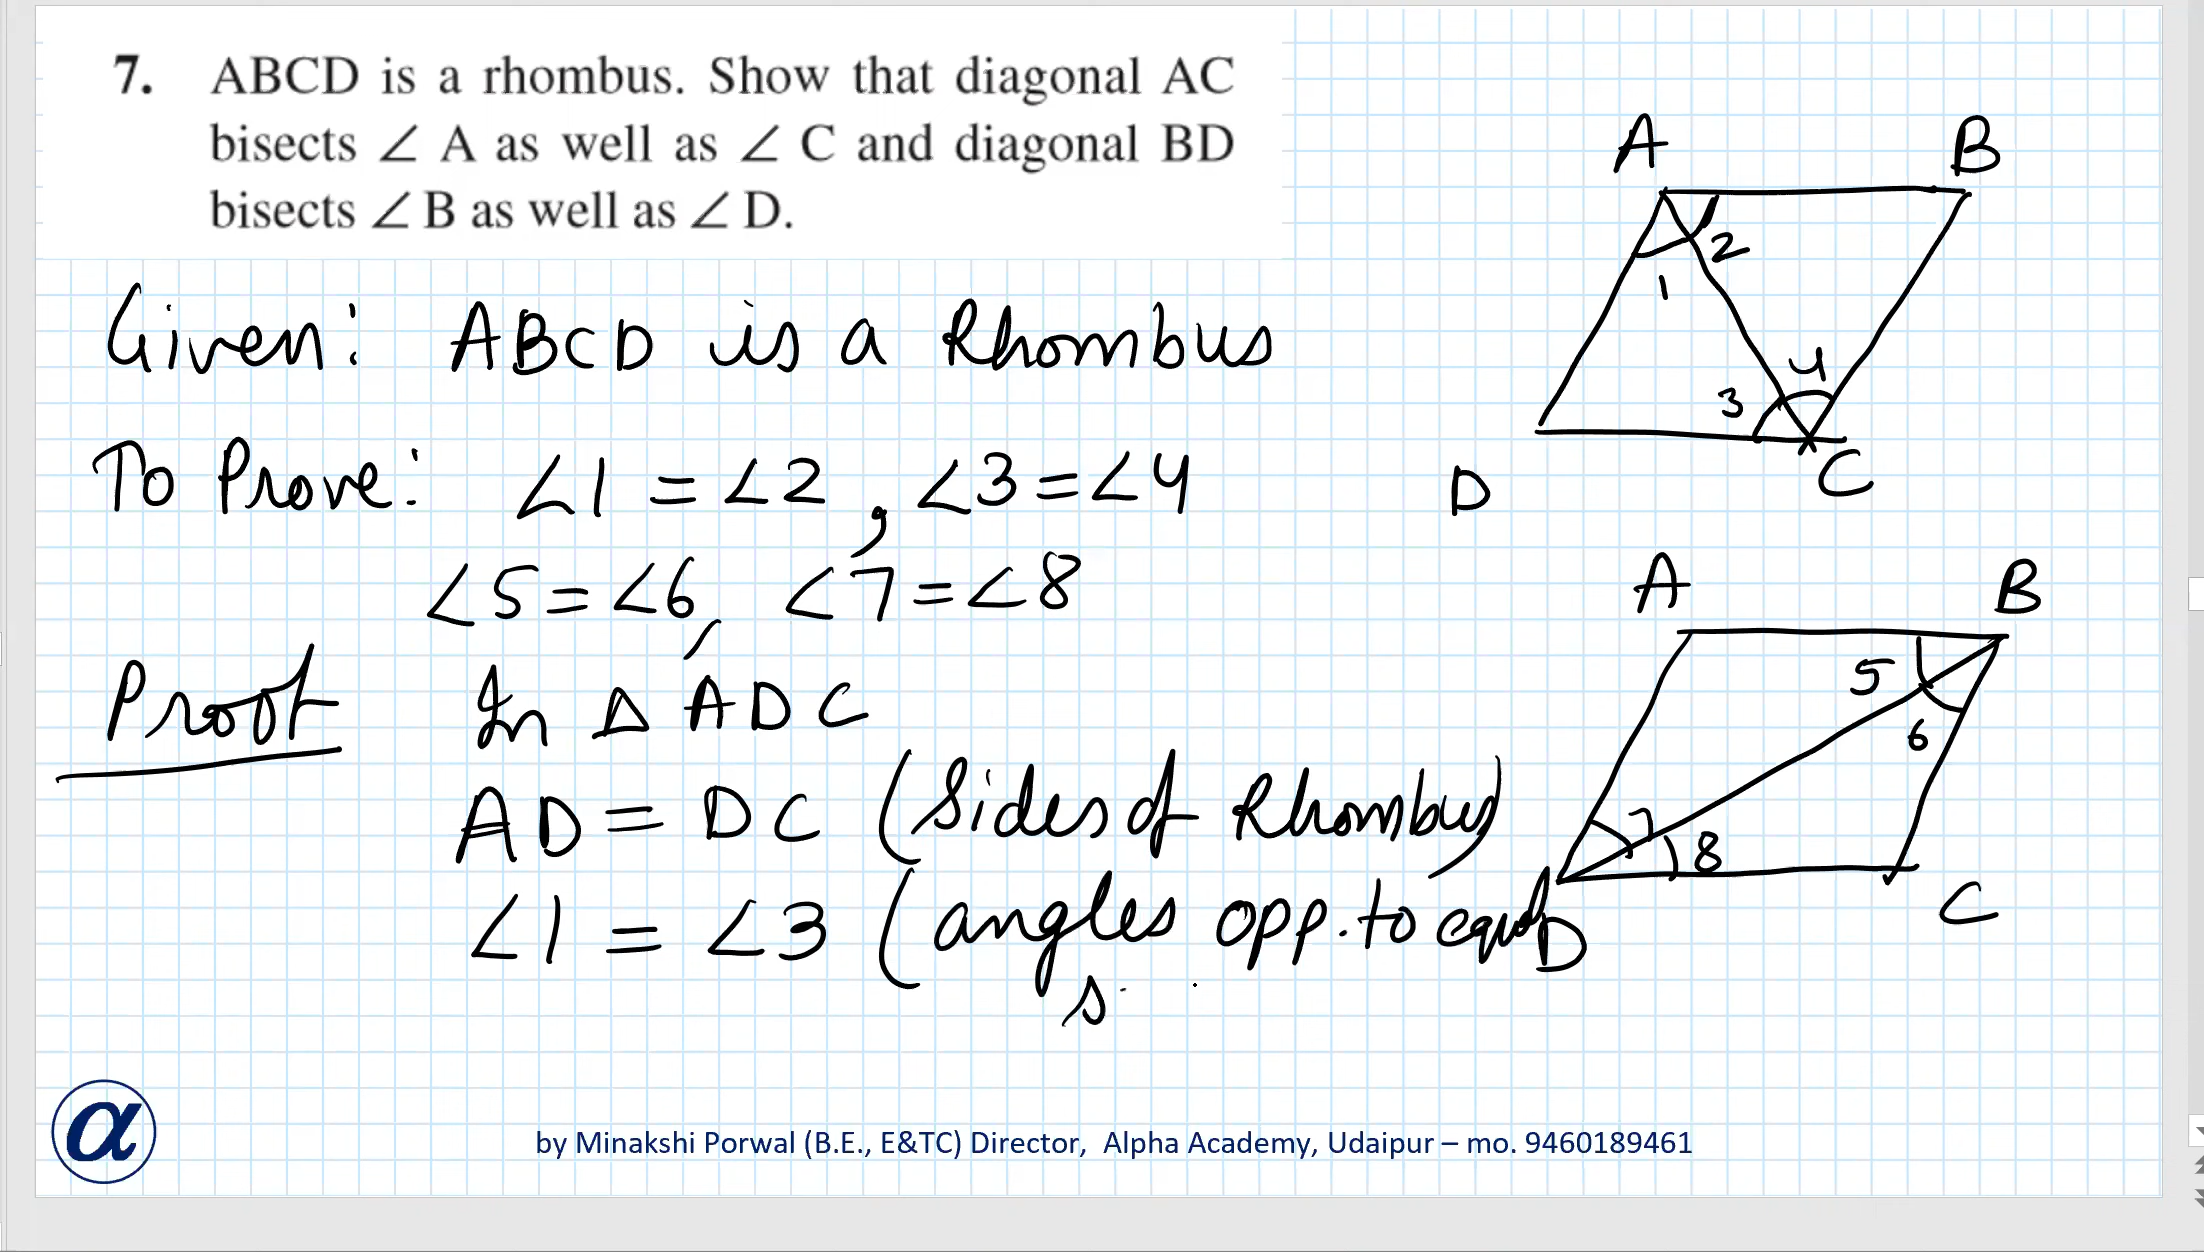 7. ABCD is a rhombus. Show that diagonal AC
bisects ∠ A as well as ∠ C and diagonal BD
bisects ∠ B as well as ∠ D.
Given: ABCD is a Rhombus
To Prove: ∠1 = ∠2, ∠3 = ∠4
∠5 = ∠6, ∠7 = ∠8
Proof In Δ ADC
AD = DC (Sides of Rhombus)
∠1 = ∠3 (angles opp. to equal
s
A B
2
1
4
3
D C
A B
5
6
7
8
C
D
α
by Minakshi Porwal (B.E., E&TC) Director, Alpha Academy, Udaipur – mo. 9460189461